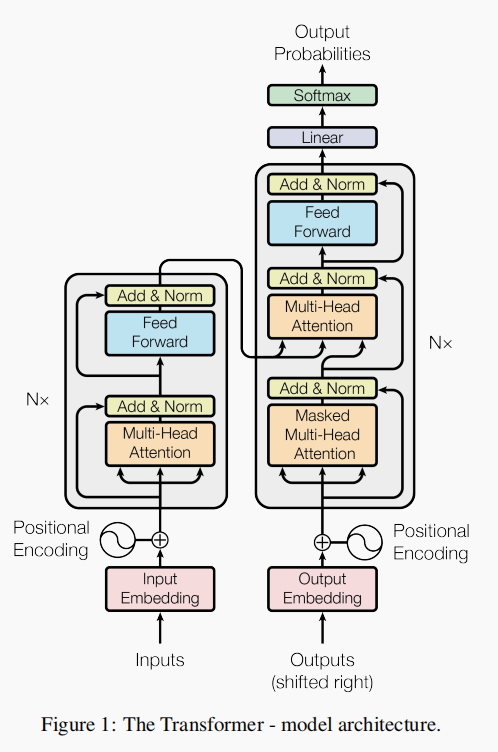 Output
Probabilities
Softmax
Linear
Add & Norm
Feed
Forward
Add & Norm
Multi-Head
Attention
Nx
Add & Norm
Masked
Multi-Head
Attention
Add & Norm
Feed
Forward
Nx
Add & Norm
Multi-Head
Attention
Positional
Encoding
Positional
Encoding
Input
Embedding
Output
Embedding
Inputs
Outputs
(shifted right)
Figure 1: The Transformer - model architecture.